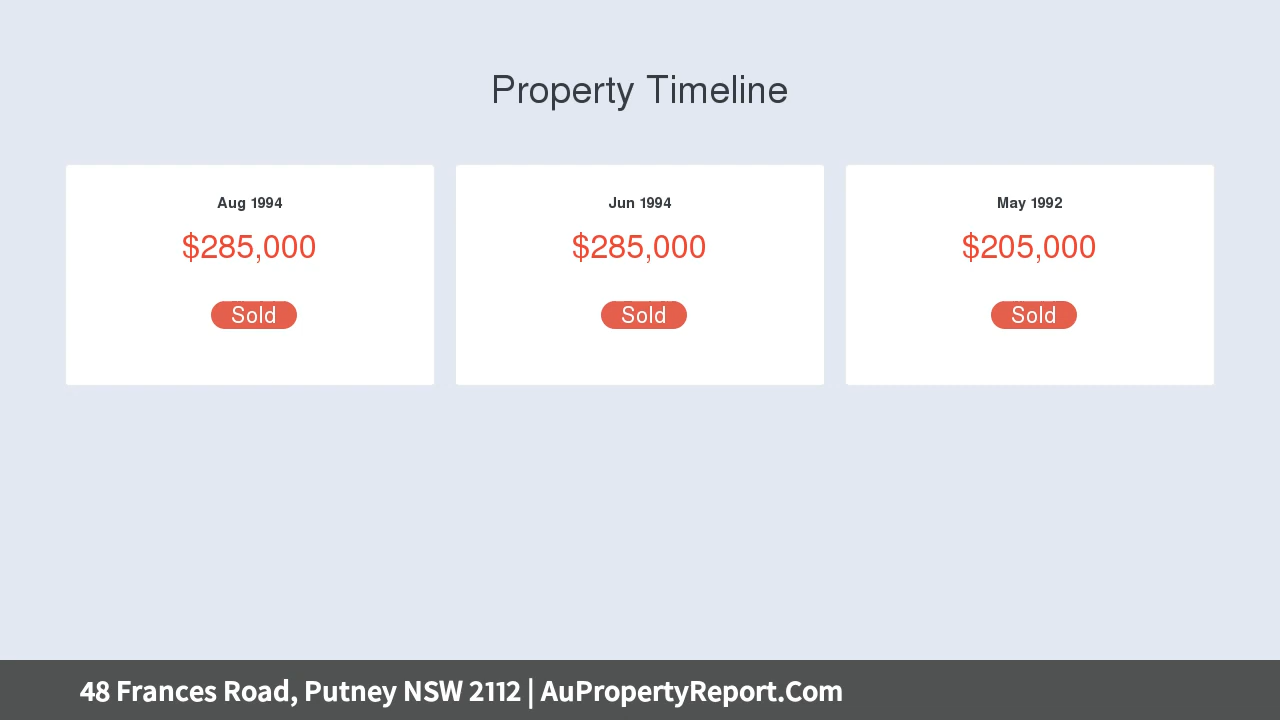 Property Timeline
Aug 1994
$285,000
Sold
Jun 1994
$285,000
Sold
May 1992
$205,000
Sold
48 Frances Road, Putney NSW 2112 | AuPropertyReport.Com